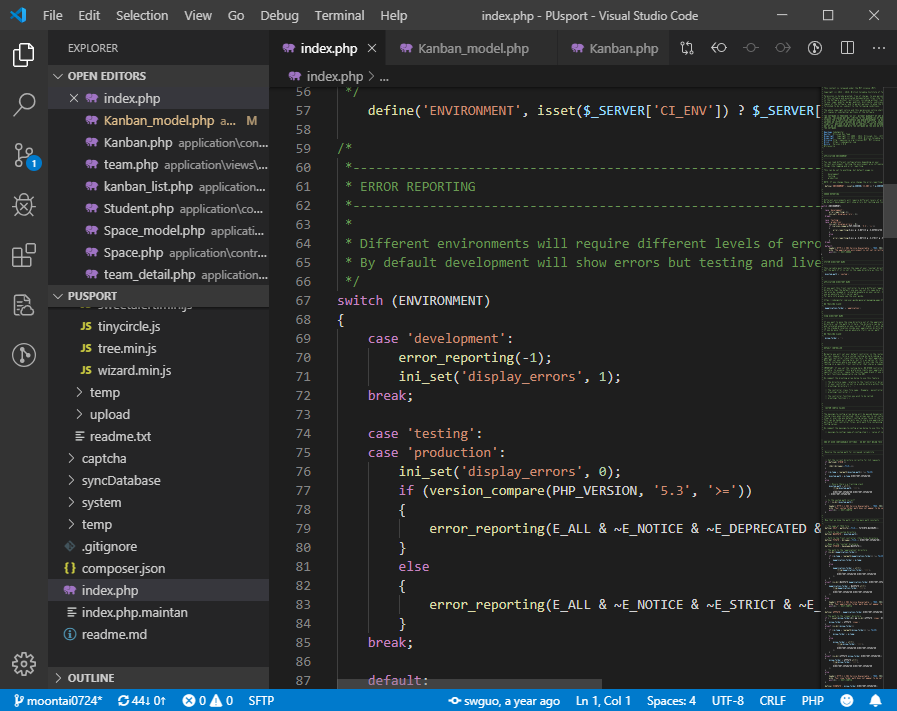 File Edit Selection View Go Debug Terminal Help index.php - PUsport - Visual Studio Code
EXPLORER
OPEN EDITORS
index.php
Kanban_model.php a... M
Kanban.php application\con...
team.php application\views\...
kanban_list.php application...
Student.php application\co...
Space_model.php applicati...
Space.php application\contr...
team_detail.php application...
PUSPORT
JS tinycircle.js
JS tree.min.js
JS wizard.min.js
temp
upload
readme.txt
captcha
syncDatabase
system
temp
.gitignore
{} composer.json
index.php
index.php.maintan
readme.md
OUTLINE
1
index.php Kanban_model.php Kanban.php
index.php > ...
56 */
57 define('ENVIRONMENT', isset($_SERVER['CI_ENV']) ? $_SERVER[
58
59 /*
60 *---------------------------------------------------------------
61 * ERROR REPORTING
62 *---------------------------------------------------------------
63 *
64 * Different environments will require different levels of erro
65 * By default development will show errors but testing and live
66 */
67 switch (ENVIRONMENT)
68 {
69 case 'development':
70 error_reporting(-1);
71 ini_set('display_errors', 1);
72 break;
73
74 case 'testing':
75 case 'production':
76 ini_set('display_errors', 0);
77 if (version_compare(PHP_VERSION, '5.3', '>='))
78 {
79 error_reporting(E_ALL & ~E_NOTICE & ~E_DEPRECATED &
80 }
81 else
82 {
83 error_reporting(E_ALL & ~E_NOTICE & ~E_STRICT & ~E_
84 }
85 break;
86
87 default:
moontai0724* 44↓ 0↑ 0 0 SFTP swguo, a year ago Ln 1, Col 1 Spaces: 4 UTF-8 CRLF PHP